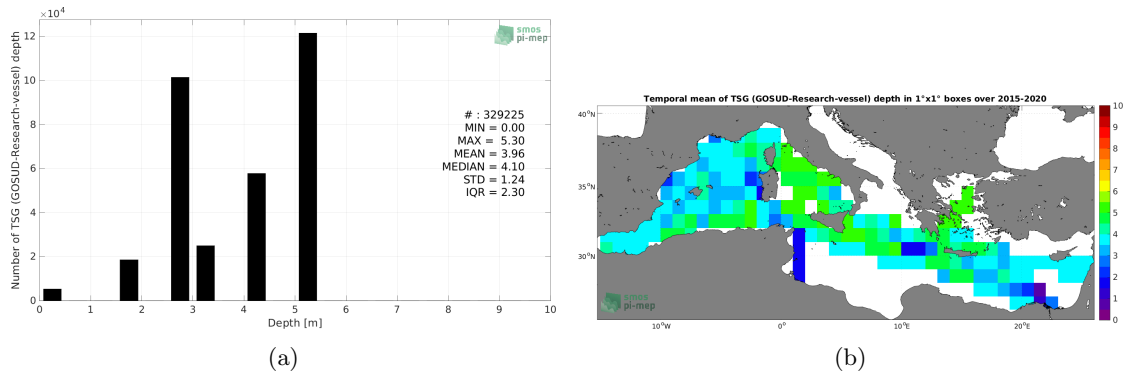 ×10⁴
smos
pi-mep
Number of TSG (GOSUD-Research-vessel) depth
12
10
8
6
4
2
0
# : 329225
MIN = 0.00
MAX = 5.30
MEAN = 3.96
MEDIAN = 4.10
STD = 1.24
IQR = 2.30
0 1 2 3 4 5 6 7 8 9 10
Depth [m]
(a)
Temporal mean of TSG (GOSUD-Research-vessel) depth in 1°x1° boxes over 2015-2020
40°N
35°N
30°N
10°W 0° 10°E 20°E
smos
pi-mep
10
9
8
7
6
5
4
3
2
1
0
(b)